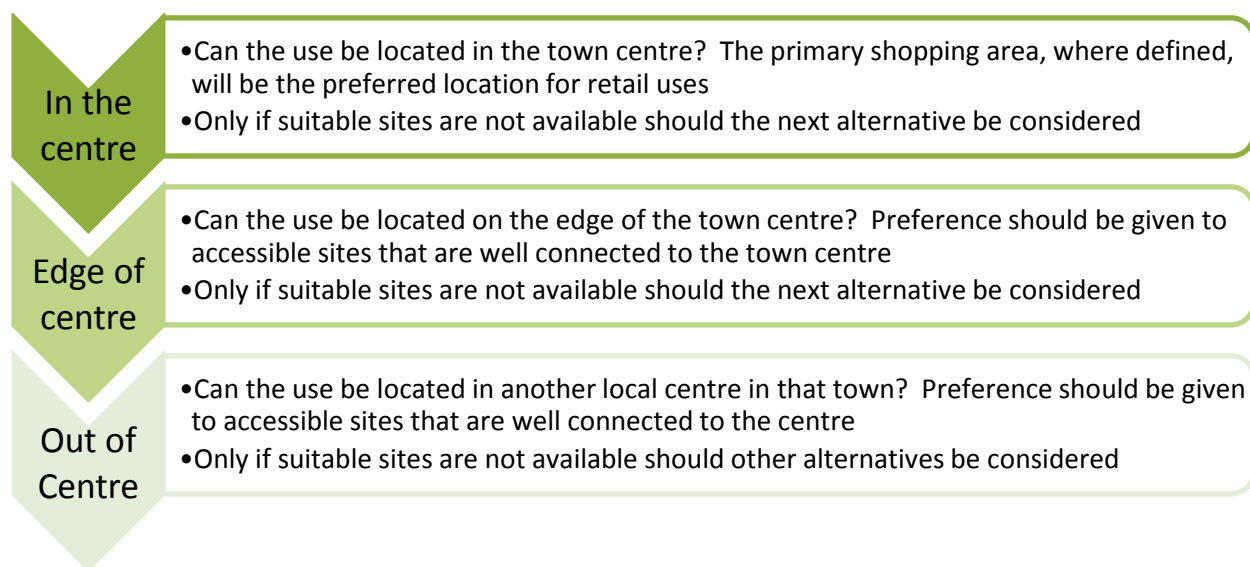 In the
centre
•Can the use be located in the town centre?  The primary shopping area, where defined,
will be the preferred location for retail uses
•Only if suitable sites are not available should the next alternative be considered
Edge of
centre
•Can the use be located on the edge of the town centre?  Preference should be given to
accessible sites that are well connected to the town centre
•Only if suitable sites are not available should the next alternative be considered
Out of
Centre
•Can the use be located in another local centre in that town?  Preference should be given
to accessible sites that are well connected to the centre
•Only if suitable sites are not available should other alternatives be considered